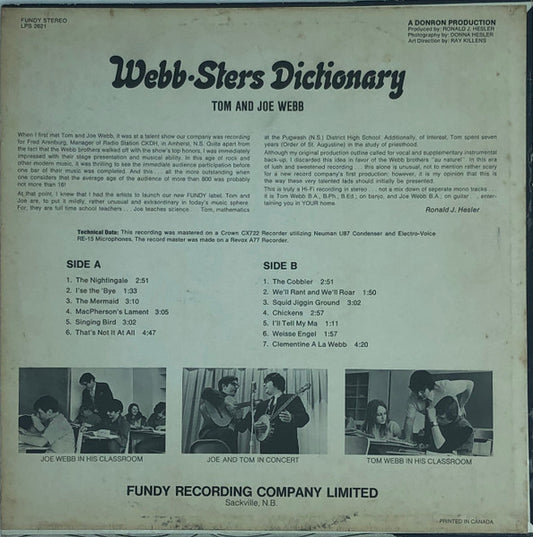 FUNDY STEREO
LPS 2621
A DONRON PRODUCTION
Produced by: RONALD J. HESLER
Photography by: DORNA HESLER
Art Direction by: RAY KILLENS
Webb-Sters Dictionary
TOM AND JOE WEBB
When I first met Tom and Joe Webb, it was at a talent show our company was recording
for Fred Arenburg, Manager of Radio Station CKDH, in Amherst, N.S. Quite apart from
the fact that the Webb brothers walked off with the show's top honors, I was immediately
impressed with their stage presentation and musical ability. In this age of rock and
other modern music, it was thrilling to see the immediate audience participation before
one bar of their music was completed. And this . . . all the more outstanding when
one considers that the average age of the audience of more than 800 was probably
not more than 16!
At that point, I knew that I had the artists to launch our new FUNDY label. Tom and
Joe are, to put it mildly, rather unusual and extraordinary in today's music sphere.
For, they are full time school teachers . . . Joe teaches science. Tom, mathematics
at the Pugwash (N.S.) District High School. Additionally, of interest, Tom spent seven
years (Order of St. Augustine) in the study of priesthood.
Although my original production outline called for vocal and supplementary instrumental
back-up, I discarded this idea in favor of the Webb brothers "au naturel". In this era
of lush and sweetened recording . . . this alone is unusual, not to mention rather scary
for a new record company's first production; however, it is my opinion that this is
the way these very talented lads should initially be presented.
This is truly a Hi-Fi recording in stereo . . . not a mix down of seperate mono tracks . . .
it is Tom Webb B.A., B.Ph., B.Ed.; on banjo, and Joe Webb B.A.; on guitar . . . enter-
taining you in YOUR home.
Ronald J. Hesler
Technical Data: This recording was mastered on a Crown CX722 Recorder utilizing Neuman U87 Condenser and Electro-Voice
RE-15 Microphones. The record master was made on a Revox A77 Recorder.
SIDE A
1. The Nightingale 2:51
2. I'se the 'Bye 1:33
3. The Mermaid 3:10
4. MacPherson's Lament 3:05
5. Singing Bird 3:02
6. That's Not It At All 4:47
SIDE B
1. The Cobbler 2:51
2. We'll Rant and We'll Roar 1:50
3. Squid Jiggin Ground 3:02
4. Chickens 2:57
5. I'll Tell My Ma 1:11
6. Weisse Engel 1:57
7. Clementine A La Webb 4:20
JOE WEBB IN HIS CLASSROOM
JOE AND TOM IN CONCERT
TOM WEBB IN HIS CLASSROOM
FUNDY RECORDING COMPANY LIMITED
Sackville, N.B.
PRINTED IN CANADA